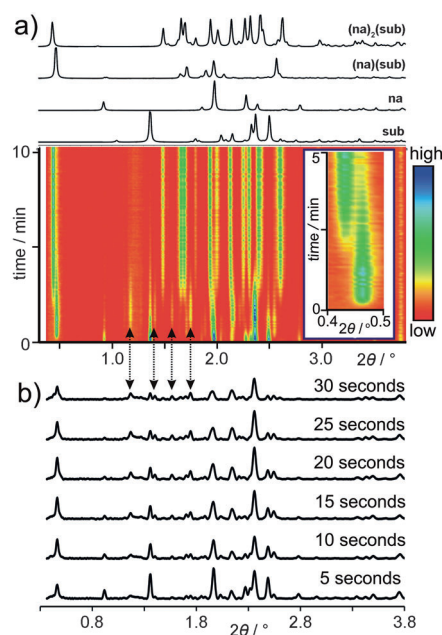 a)
(na)₂(sub)
(na)(sub)
na
sub
time / min
10
5
0
5
time / min
0
0.4 0.5
2θ / °
high
low
1.0 2.0 3.0
2θ / °
b)
30 seconds
25 seconds
20 seconds
15 seconds
10 seconds
5 seconds
0.8 1.8 2.8 3.8
2θ / °